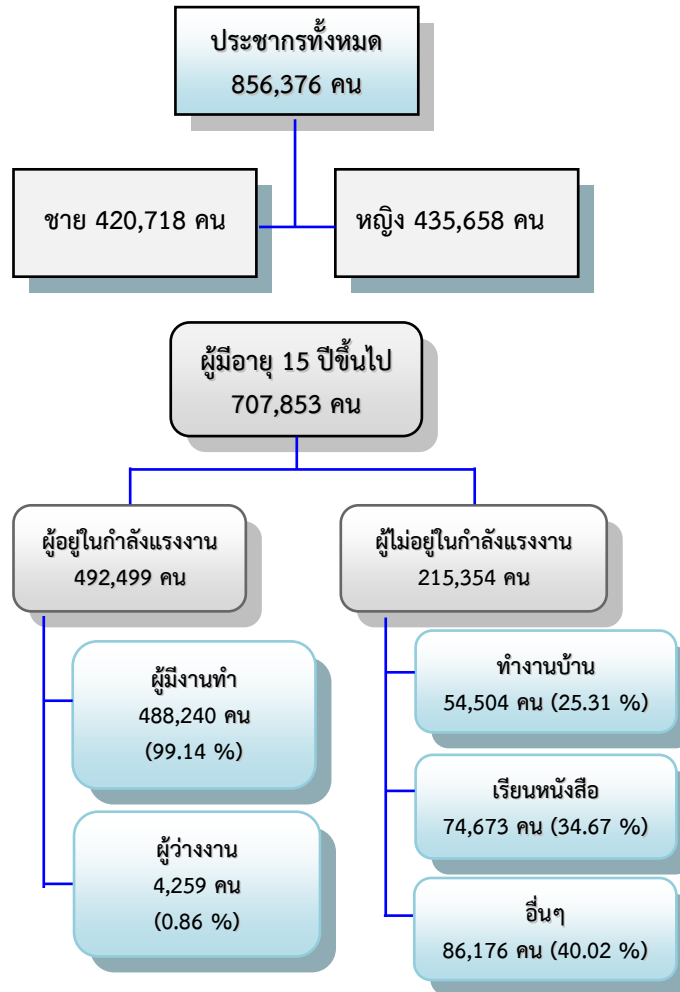 ประชากรทั้งหมด
856,376 คน
ชาย 420,718 คน
หญิง 435,658 คน
ผู้มีอายุ 15 ปีขึ้นไป
707,853 คน
ผู้อยู่ในกำลังแรงงาน
492,499 คน
ผู้ไม่อยู่ในกำลังแรงงาน
215,354 คน
ผู้มีงานทำ
488,240 คน
(99.14 %)
ผู้ว่างงาน
4,259 คน
(0.86 %)
ทำงานบ้าน
54,504 คน (25.31 %)
เรียนหนังสือ
74,673 คน (34.67 %)
อื่นๆ
86,176 คน (40.02 %)